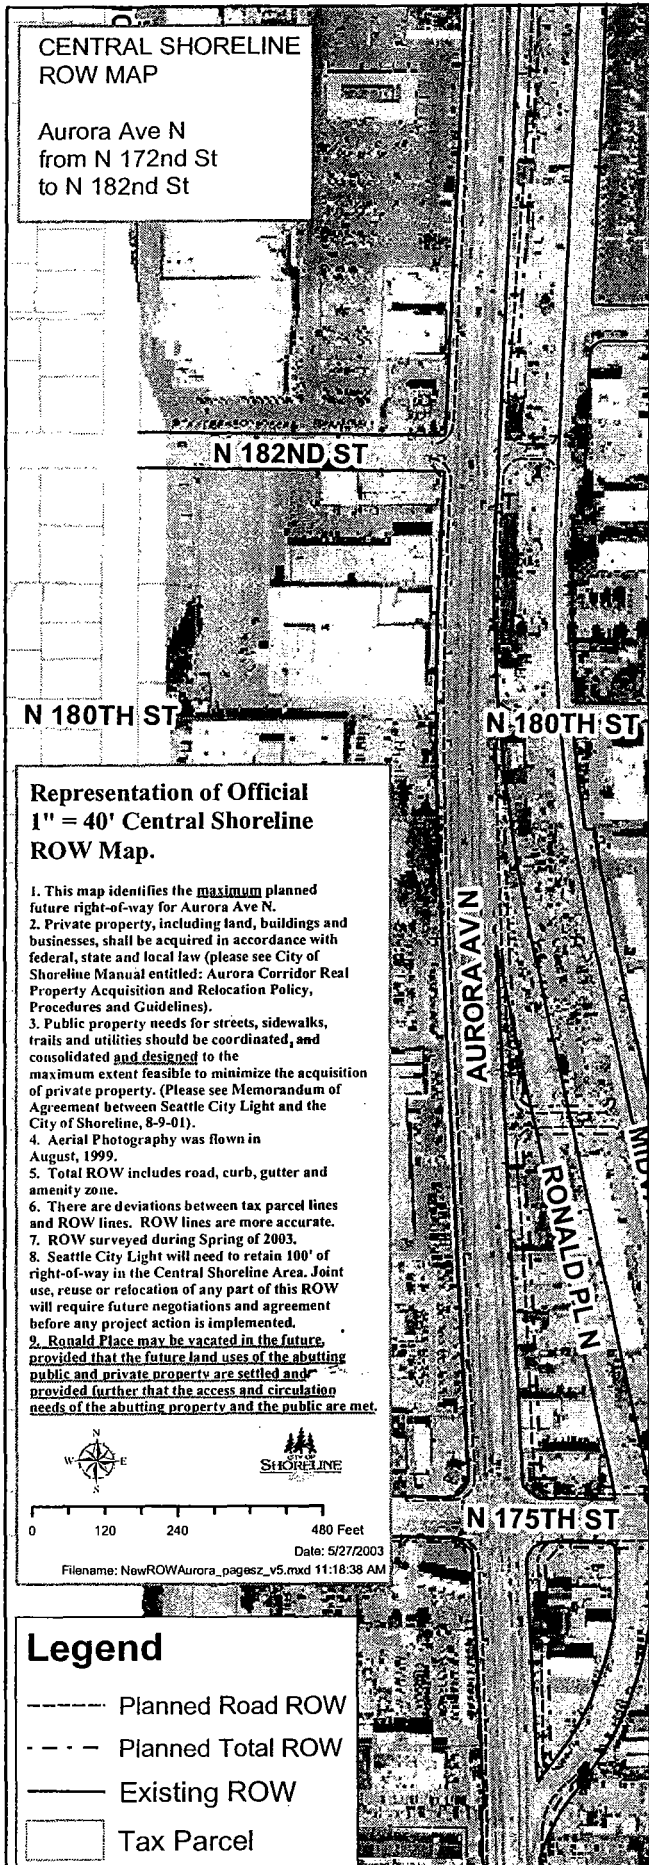 CENTRAL SHORELINE
ROW MAP
Aurora Ave N
from N 172nd St
to N 182nd St
N 182ND ST
N 180TH ST
N 180TH ST
AURORA AV N
RONALD PL N
N 175TH ST
Representation of Official
1" = 40' Central Shoreline
ROW Map.
1. This map identifies the maximum planned
future right-of-way for Aurora Ave N.
2. Private property, including land, buildings and
businesses, shall be acquired in accordance with
federal, state and local law (please see City of
Shoreline Manual entitled: Aurora Corridor Real
Property Acquisition and Relocation Policy,
Procedures and Guidelines).
3. Public property needs for streets, sidewalks,
trails and utilities should be coordinated, and
consolidated and designed to the
maximum extent feasible to minimize the acquisition
of private property. (Please see Memorandum of
Agreement between Seattle City Light and the
City of Shoreline, 8-9-01).
4. Aerial Photography was flown in
August, 1999.
5. Total ROW includes road, curb, gutter and
amenity zone.
6. There are deviations between tax parcel lines
and ROW lines. ROW lines are more accurate.
7. ROW surveyed during Spring of 2003.
8. Seattle City Light will need to retain 100' of
right-of-way in the Central Shoreline Area. Joint
use, reuse or relocation of any part of this ROW
will require future negotiations and agreement
before any project action is implemented.
9. Ronald Place may be vacated in the future,
provided that the future land uses of the abutting
public and private property are settled and
provided further that the access and circulation
needs of the abutting property and the public are met.
N
W E
S
CITY OF
SHORELINE
0 120 240 480 Feet
Date: 5/27/2003
Filename: NewROWAurora_pagesz_v5.mxd 11:18:38 AM
Legend
Planned Road ROW
Planned Total ROW
Existing ROW
Tax Parcel